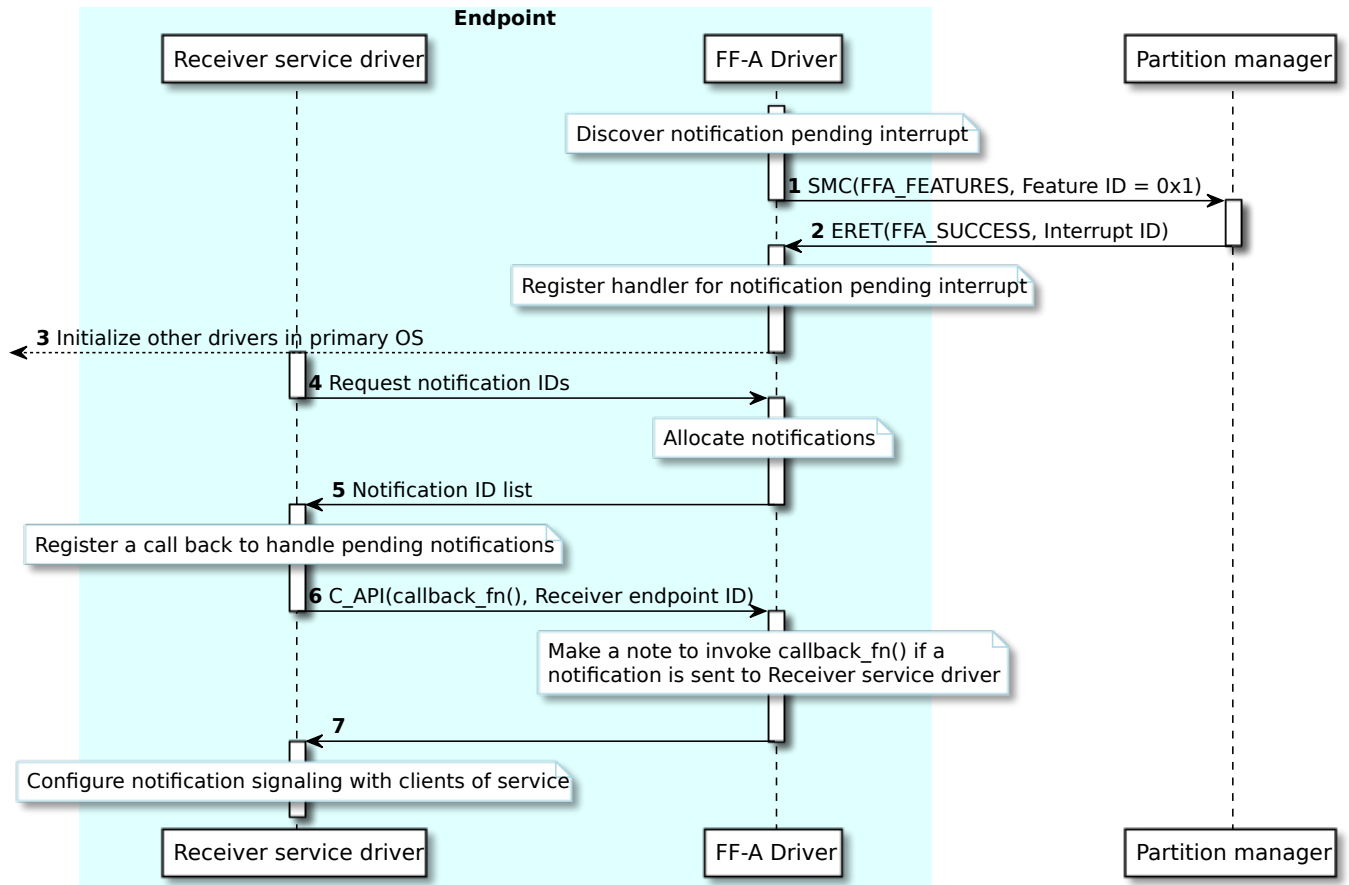 Endpoint
Receiver service driver
FF-A Driver
Partition manager
Discover notification pending interrupt
1 SMC(FFA_FEATURES, Feature ID = 0x1)
2 ERET(FFA_SUCCESS, Interrupt ID)
Register handler for notification pending interrupt
3 Initialize other drivers in primary OS
4 Request notification IDs
Allocate notifications
5 Notification ID list
Register a call back to handle pending notifications
6 C_API(callback_fn(), Receiver endpoint ID)
Make a note to invoke callback_fn() if a
notification is sent to Receiver service driver
7
Configure notification signaling with clients of service
Receiver service driver
FF-A Driver
Partition manager